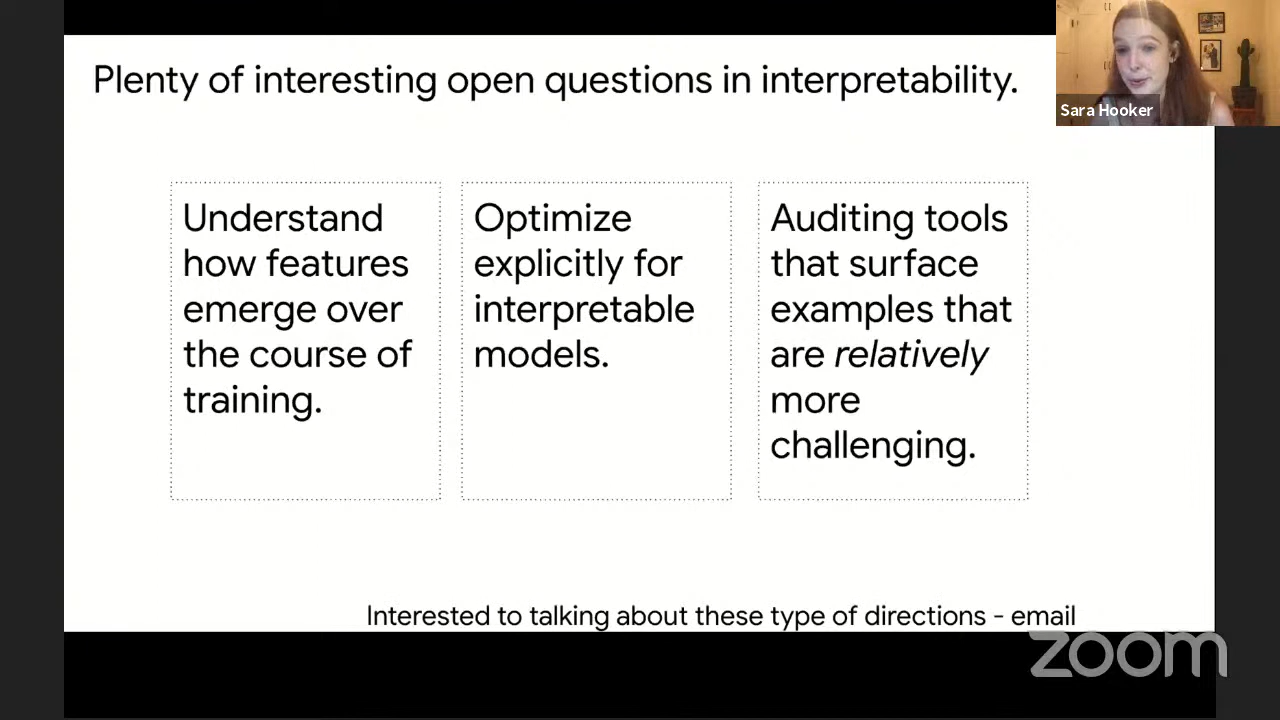 Plenty of interesting open questions in interpretability.
Sara Hooker
Understand
how features
emerge over
the course of
training.
Optimize
explicitly for
interpretable
models.
Auditing tools
that surface
examples that
are relatively
more
challenging.
Interested to talking about these type of directions - email
zoom